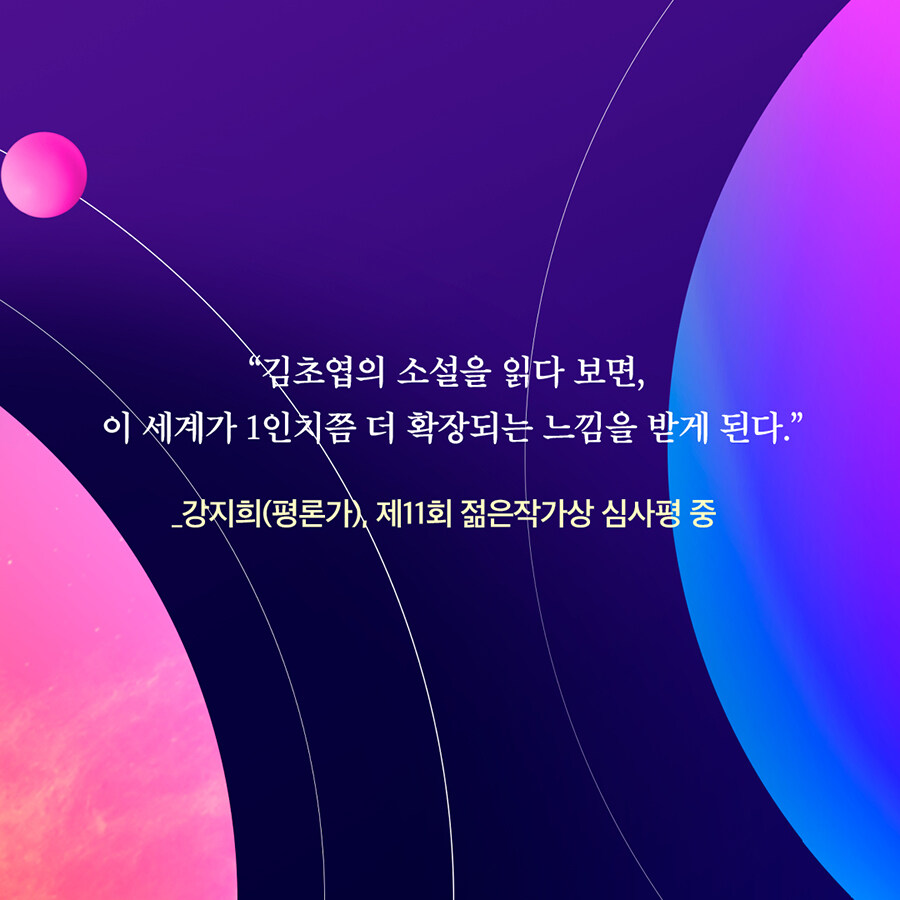 “김초엽의 소설을 읽다 보면,
이 세계가 1인치쯤 더 확장되는 느낌을 받게 된다.”
_강지희(평론가), 제11회 젊은작가상 심사평 중